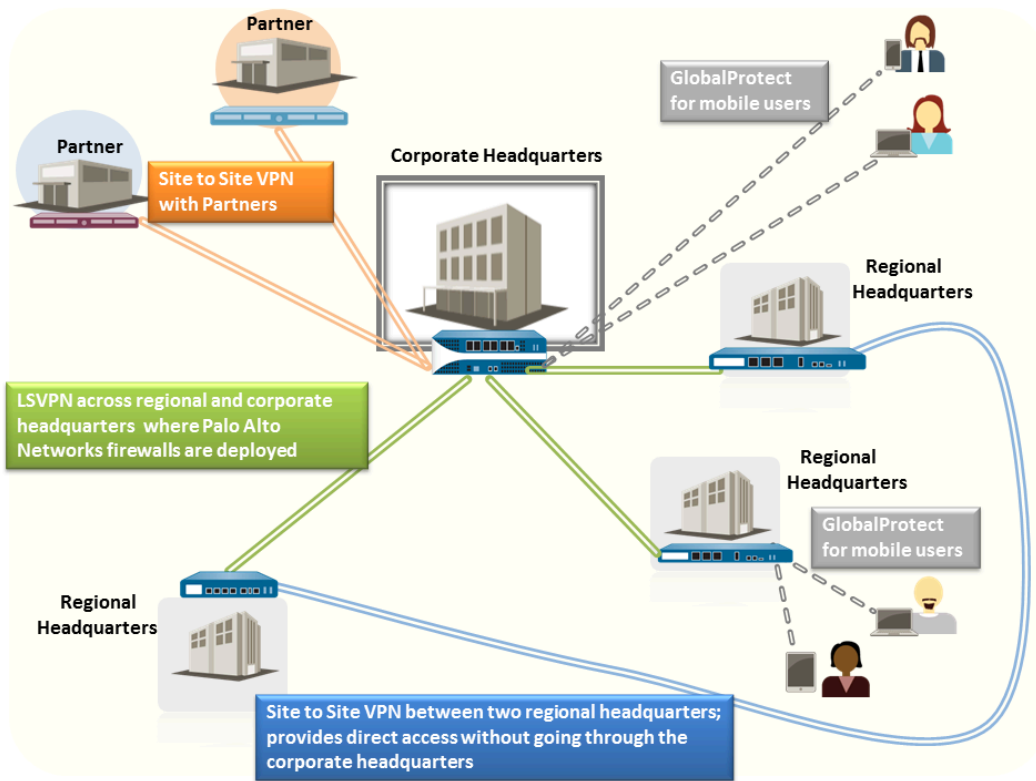 Partner
Partner
Site to Site VPN
with Partners
Corporate Headquarters
GlobalProtect
for mobile users
Regional
Headquarters
LSVPN across regional and corporate
headquarters where Palo Alto
Networks firewalls are deployed
Regional
Headquarters
GlobalProtect
for mobile users
Regional
Headquarters
Site to Site VPN between two regional headquarters;
provides direct access without going through the
corporate headquarters